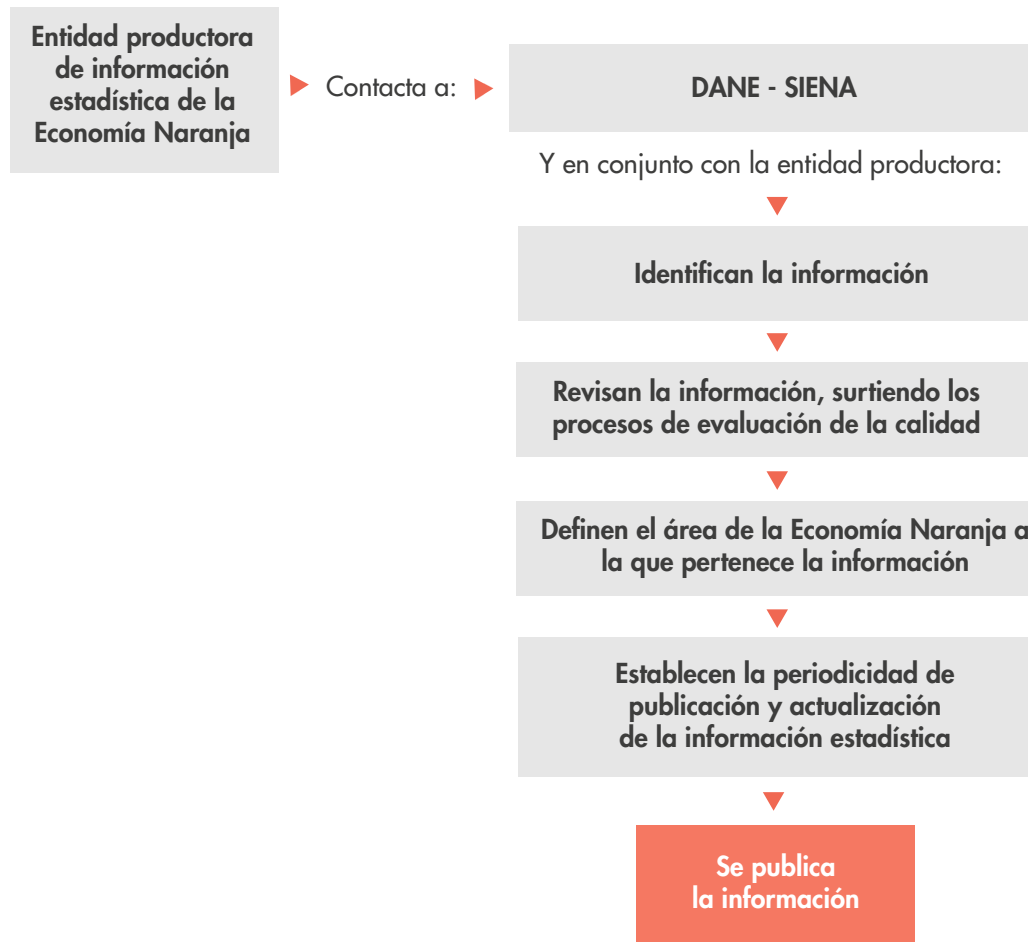 Entidad productora
de información
estadística de la
Economía Naranja
Contacta a:
DANE - SIENA
Y en conjunto con la entidad productora:
Identifican la información
Revisan la información, surtiendo los
procesos de evaluación de la calidad
Definen el área de la Economía Naranja a
la que pertenece la información
Establecen la periodicidad de
publicación y actualización
de la información estadística
Se publica
la información